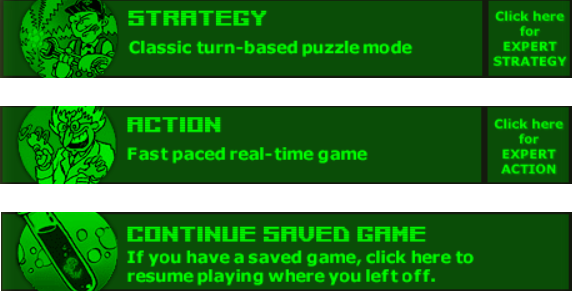 STRATEGY
Classic turn-based puzzle mode
Click here
for
EXPERT
STRATEGY
ACTION
Fast paced real-time game
Click here
for
EXPERT
ACTION
CONTINUE SAVED GAME
If you have a saved game, click here to
resume playing where you left off.